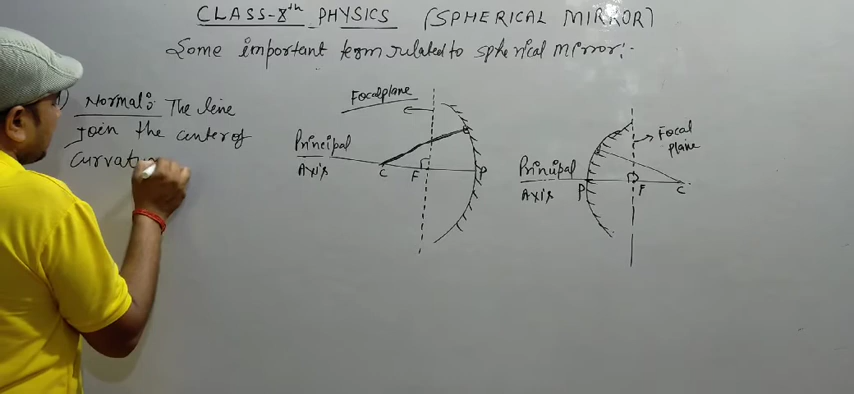 CLASS-8th PHYSICS (SPHERICAL MIRROR)
Some important term related to spherical mirror:-
Normal: The line
join the center of
curvatu
Focal plane
Principal
Axis
C
F
P
Focal
plane
Principal
Axis
P
F
C